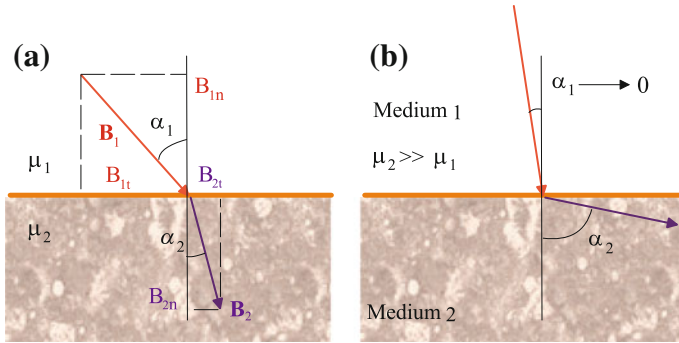 (a)
B₁ₙ
α₁
B₁
μ₁
B₁ₜ
B₂ₜ
μ₂
α₂
B₂ₙ
B₂
(b)
α₁ → 0
Medium 1
μ₂ >> μ₁
α₂
Medium 2